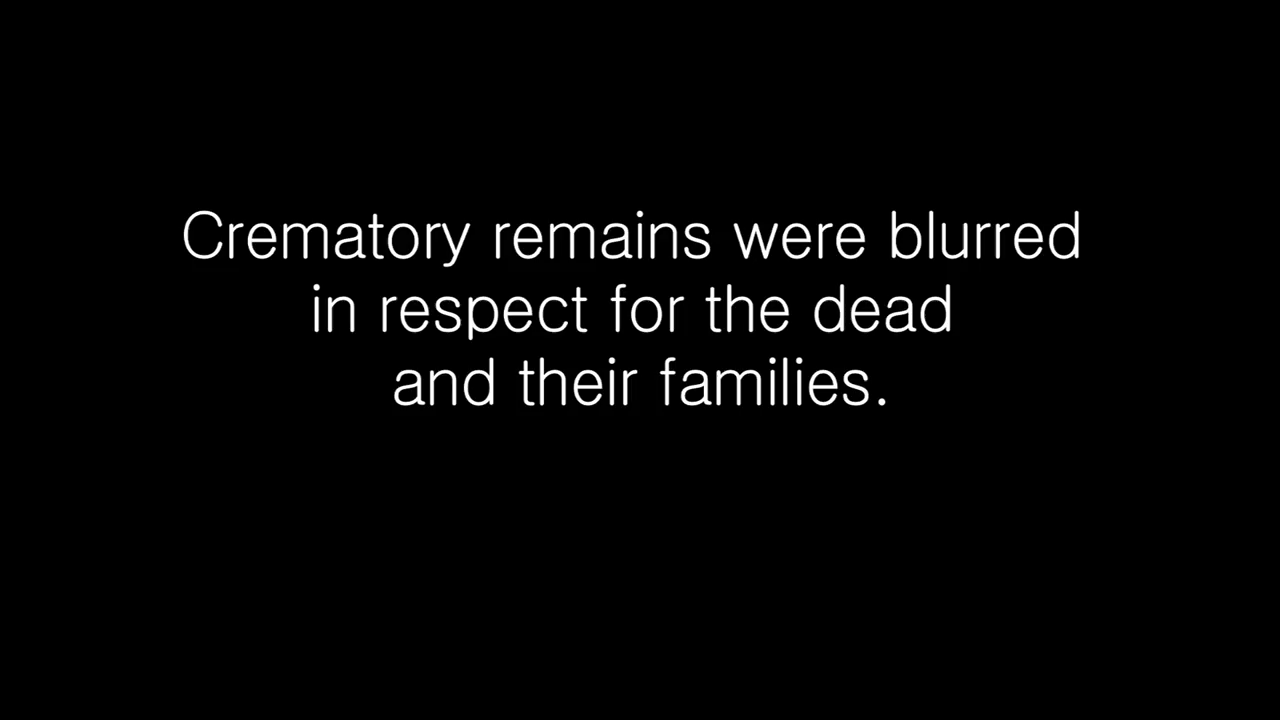 Crematory remains were blurred
in respect for the dead
and their families.